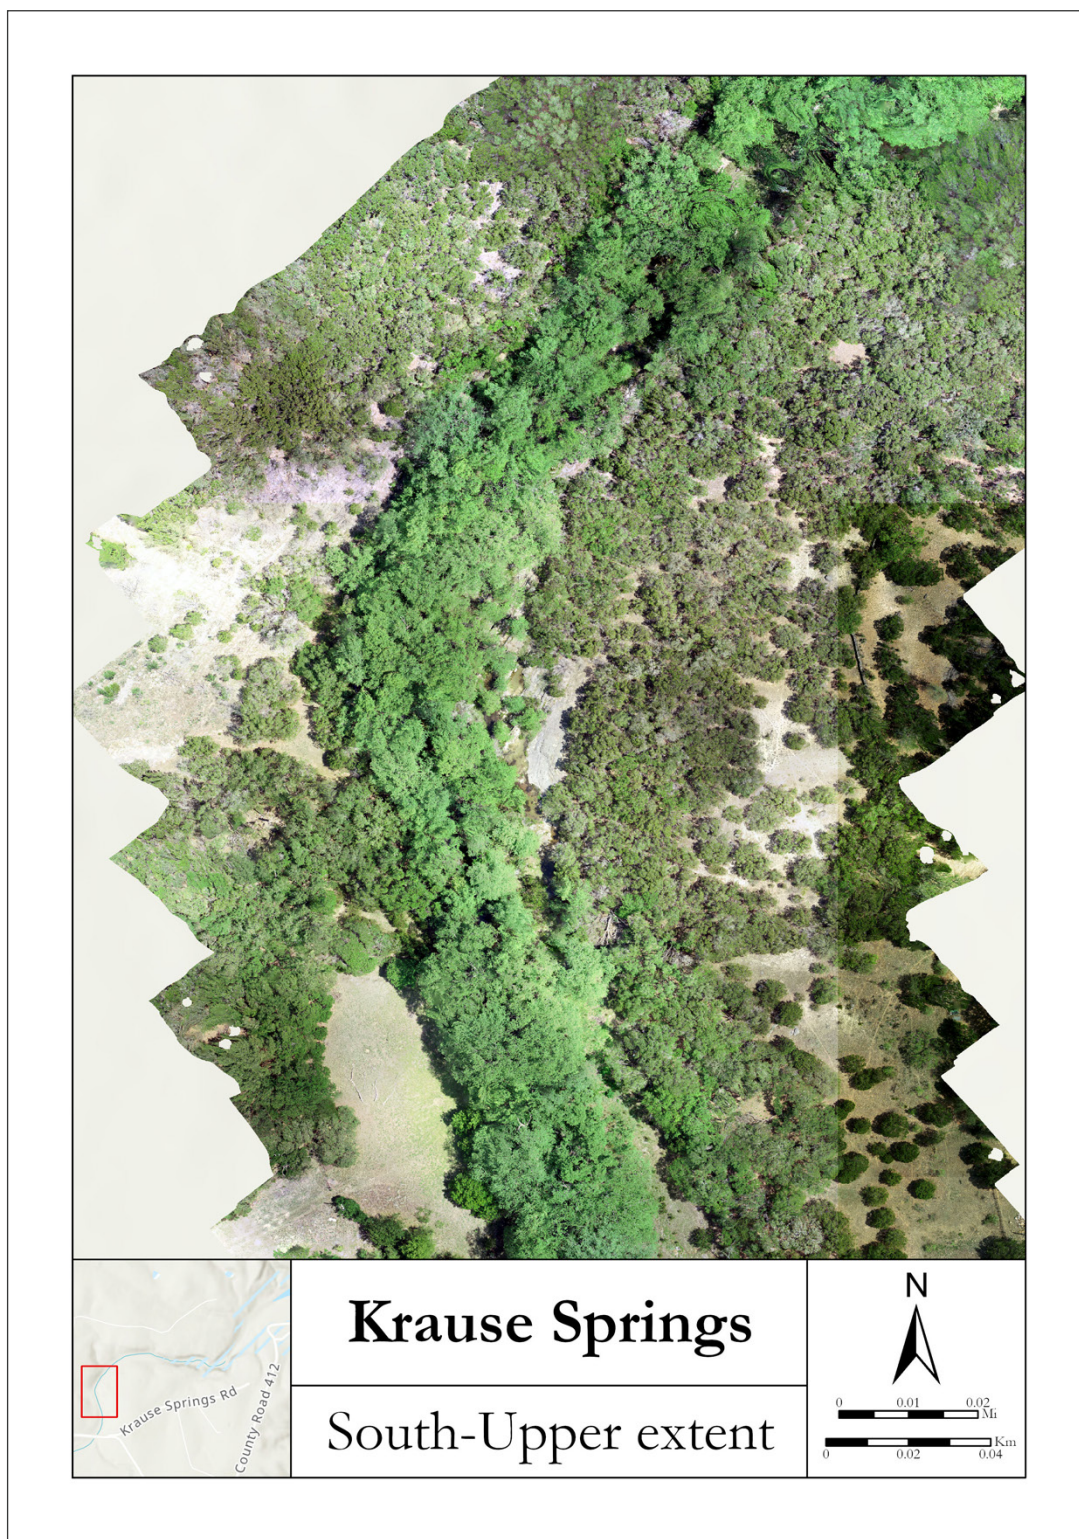 Krause Springs Rd
County Road 412
Krause Springs
South-Upper extent
N
0 0.01 0.02
Mi
Km
0 0.02 0.04